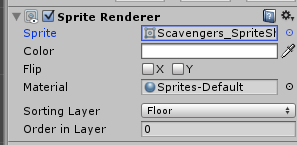 Sprite Renderer
Sprite Scavengers_SpriteSh
Color
Flip X Y
Material Sprites-Default
Sorting Layer Floor
Order in Layer 0